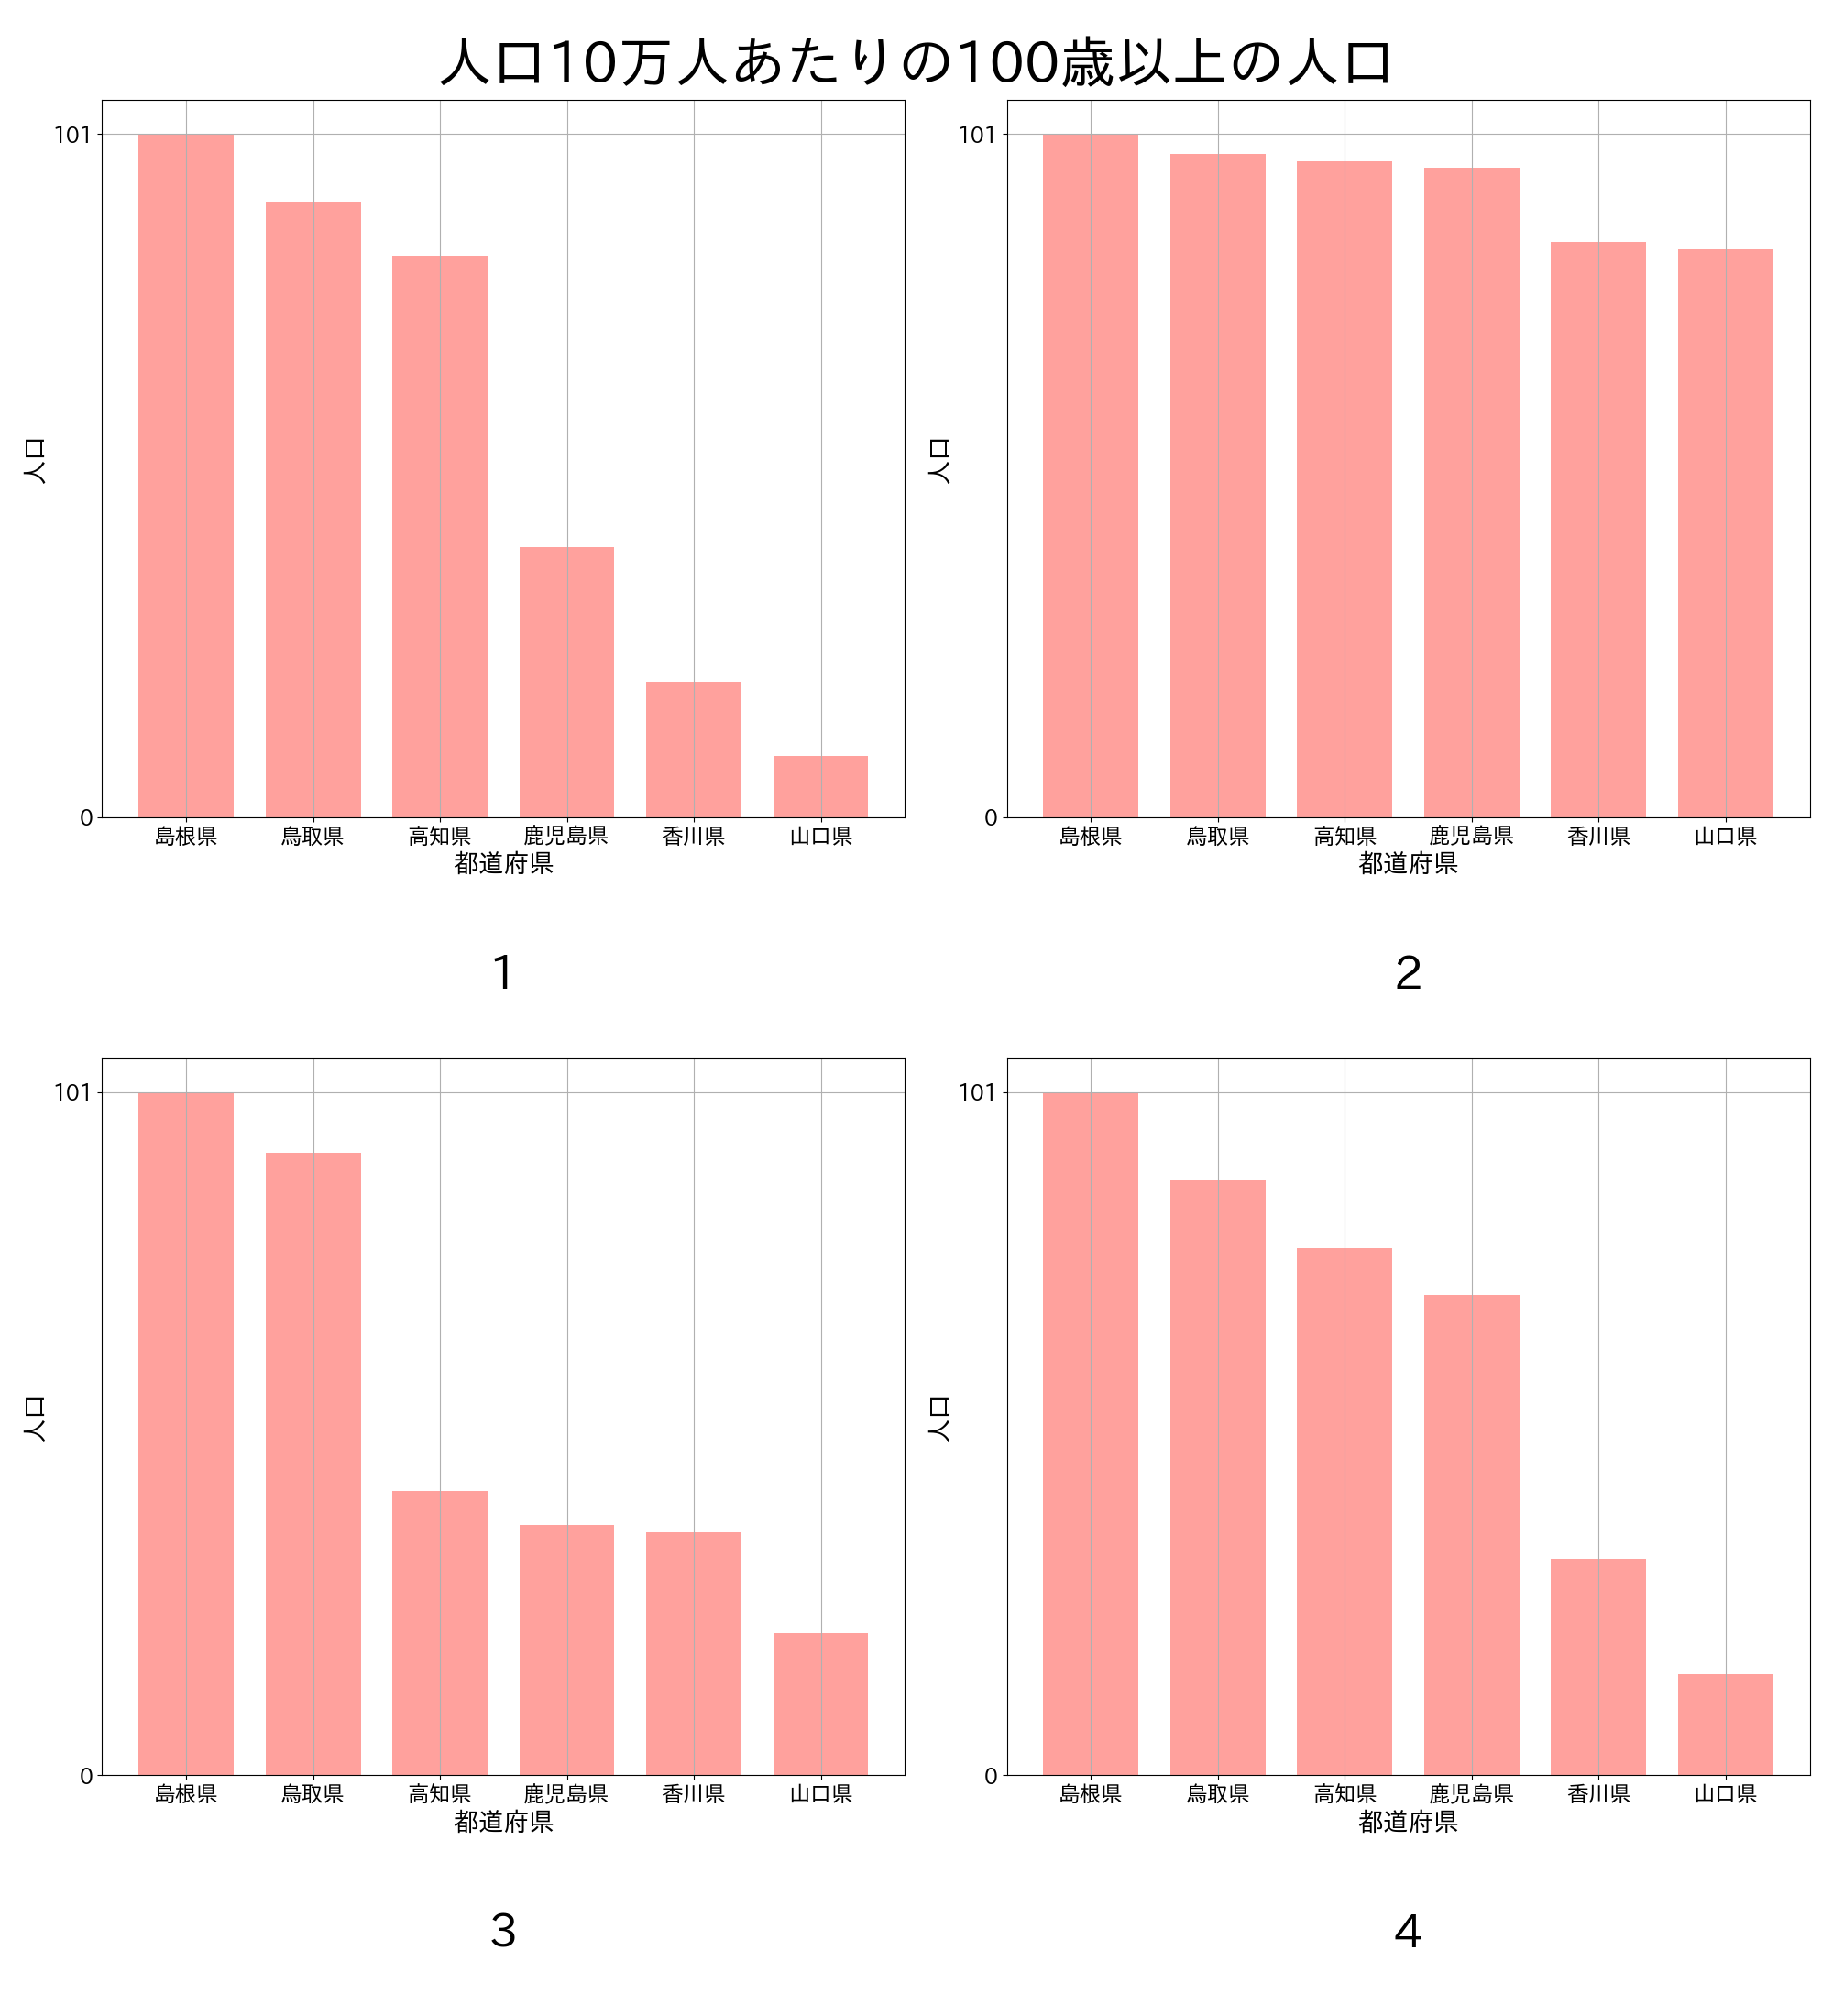 人口10万人あたりの100歳以上の人口
101
人口
0
島根県 鳥取県 高知県 鹿児島県 香川県 山口県
都道府県
1
101
人口
0
島根県 鳥取県 高知県 鹿児島県 香川県 山口県
都道府県
2
101
人口
0
島根県 鳥取県 高知県 鹿児島県 香川県 山口県
都道府県
3
101
人口
0
島根県 鳥取県 高知県 鹿児島県 香川県 山口県
都道府県
4